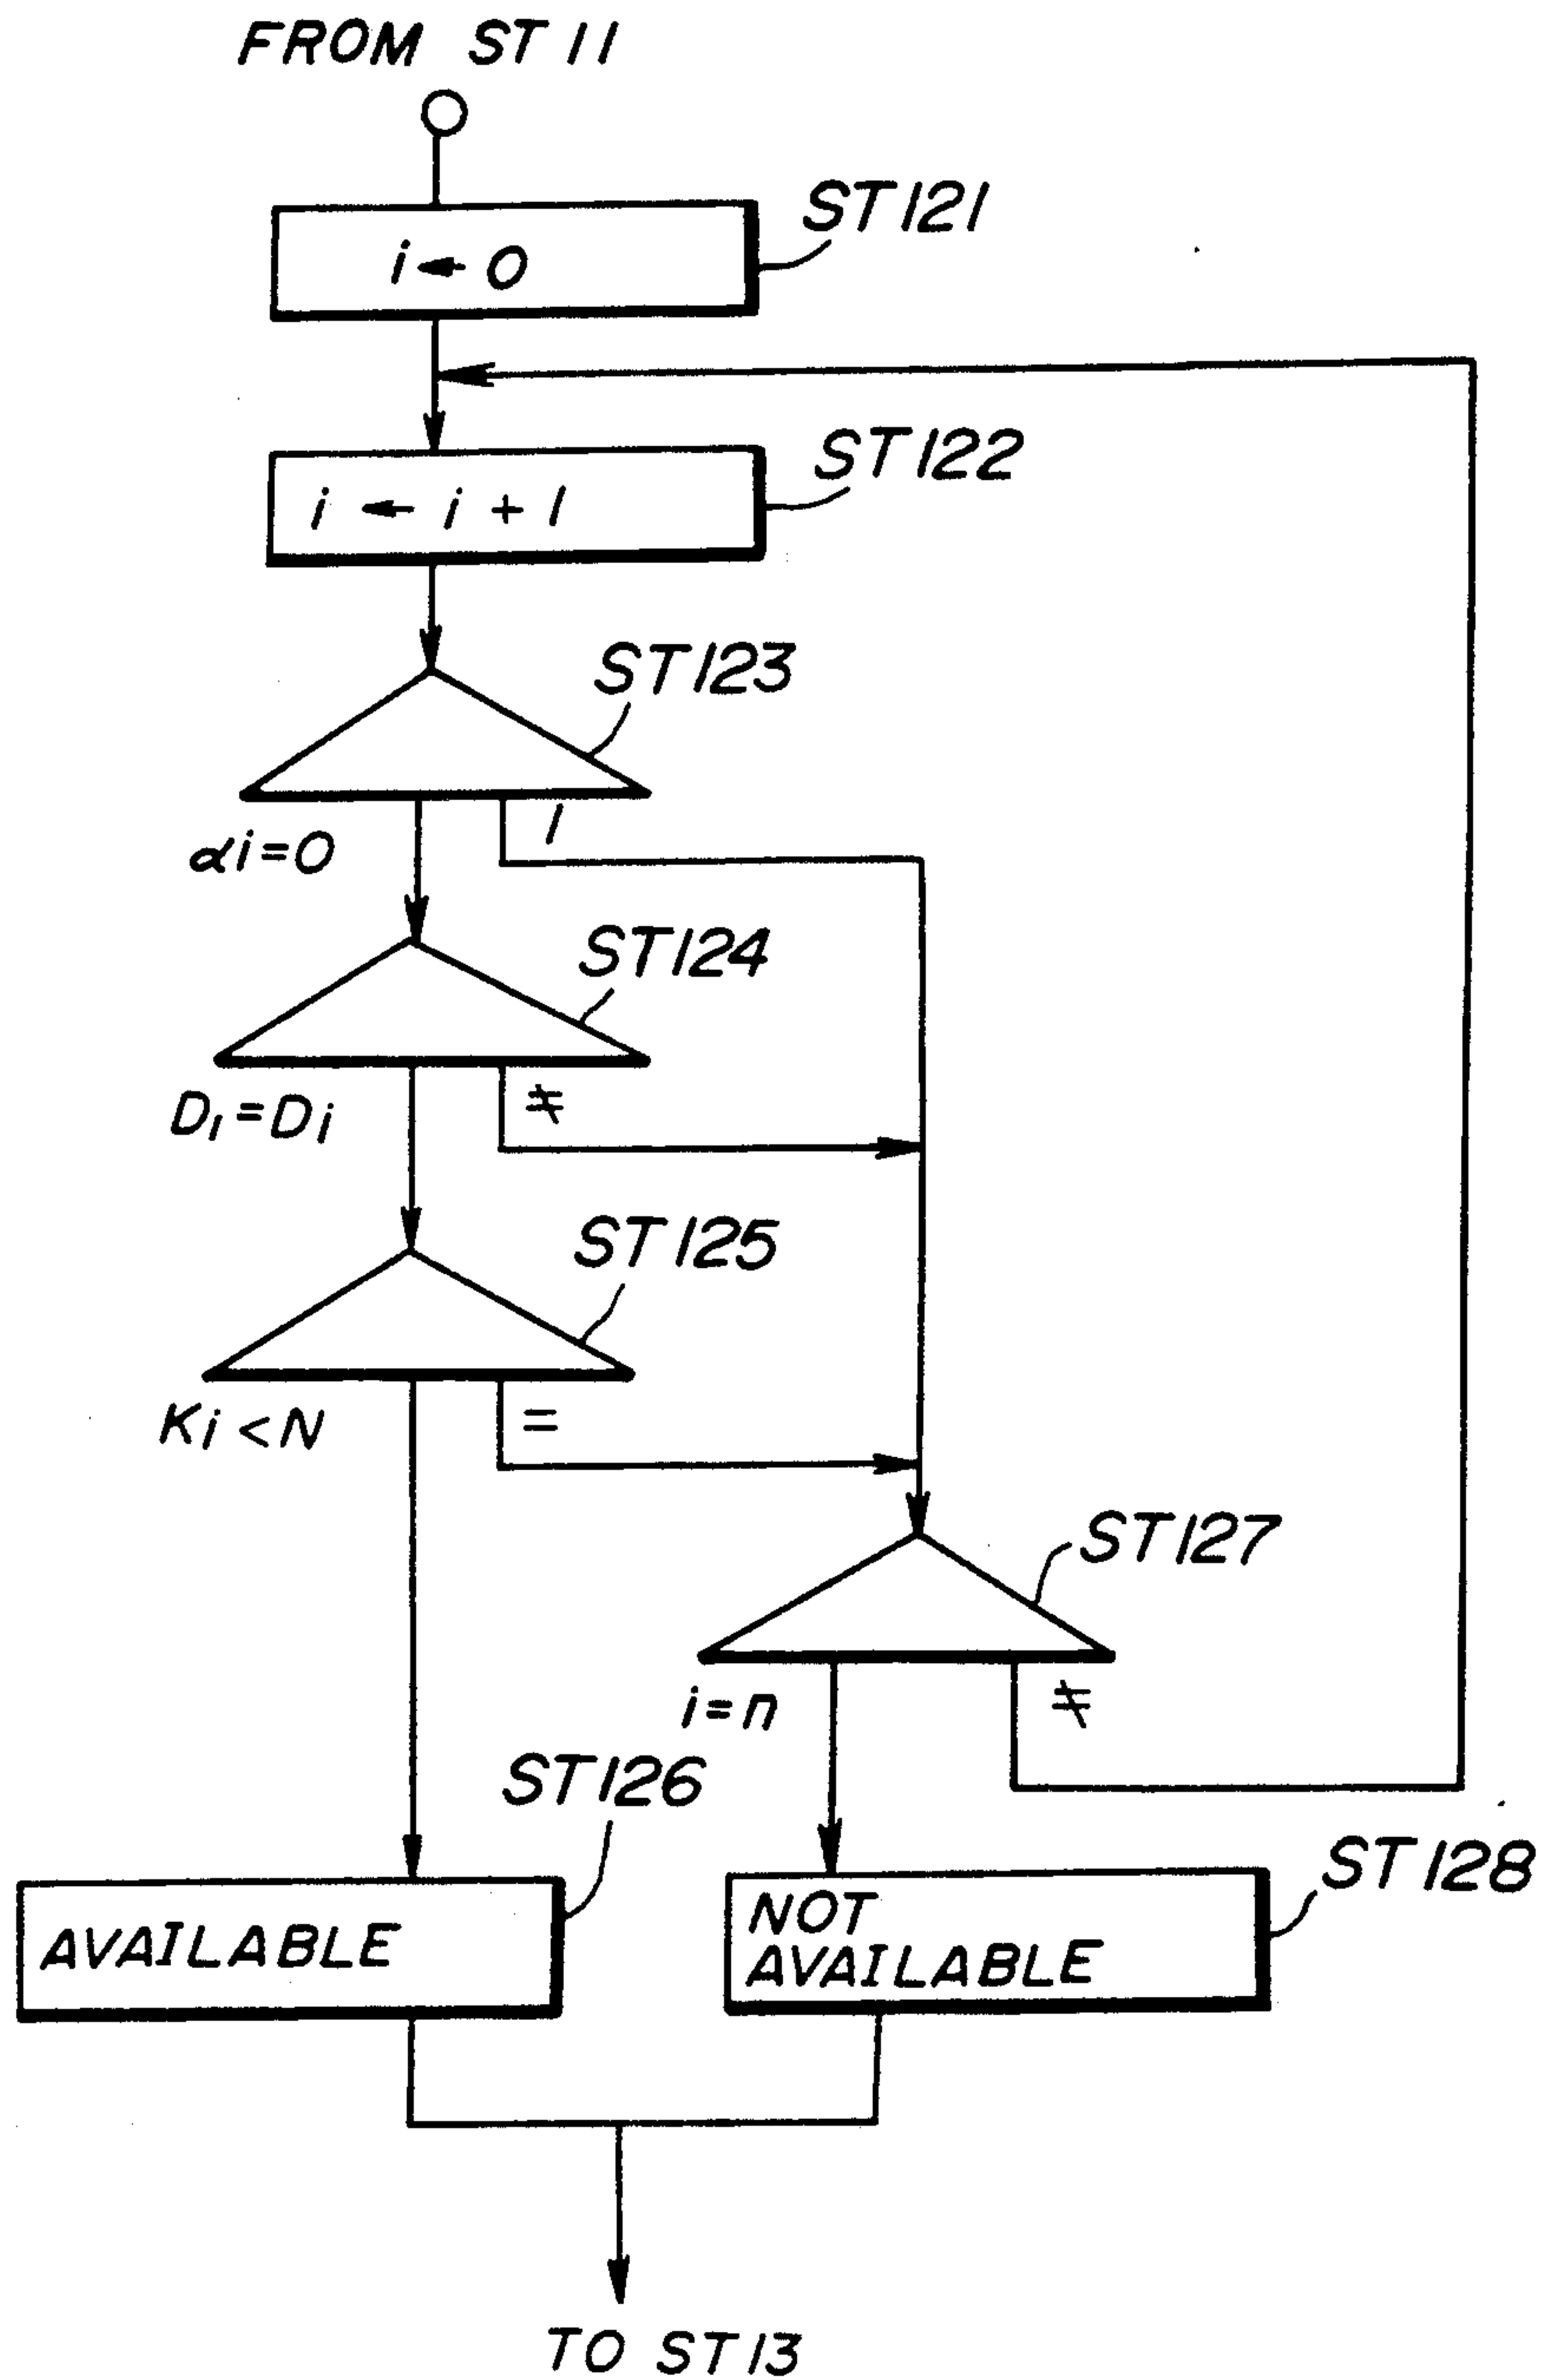 FROM ST11
ST121
i ← 0
ST122
i ← i + 1
ST123
αi=0
1
ST124
D₁=Di
≠
ST125
Ki<N
=
ST127
i=n
≠
ST126
AVAILABLE
ST128
NOT
AVAILABLE
TO ST13